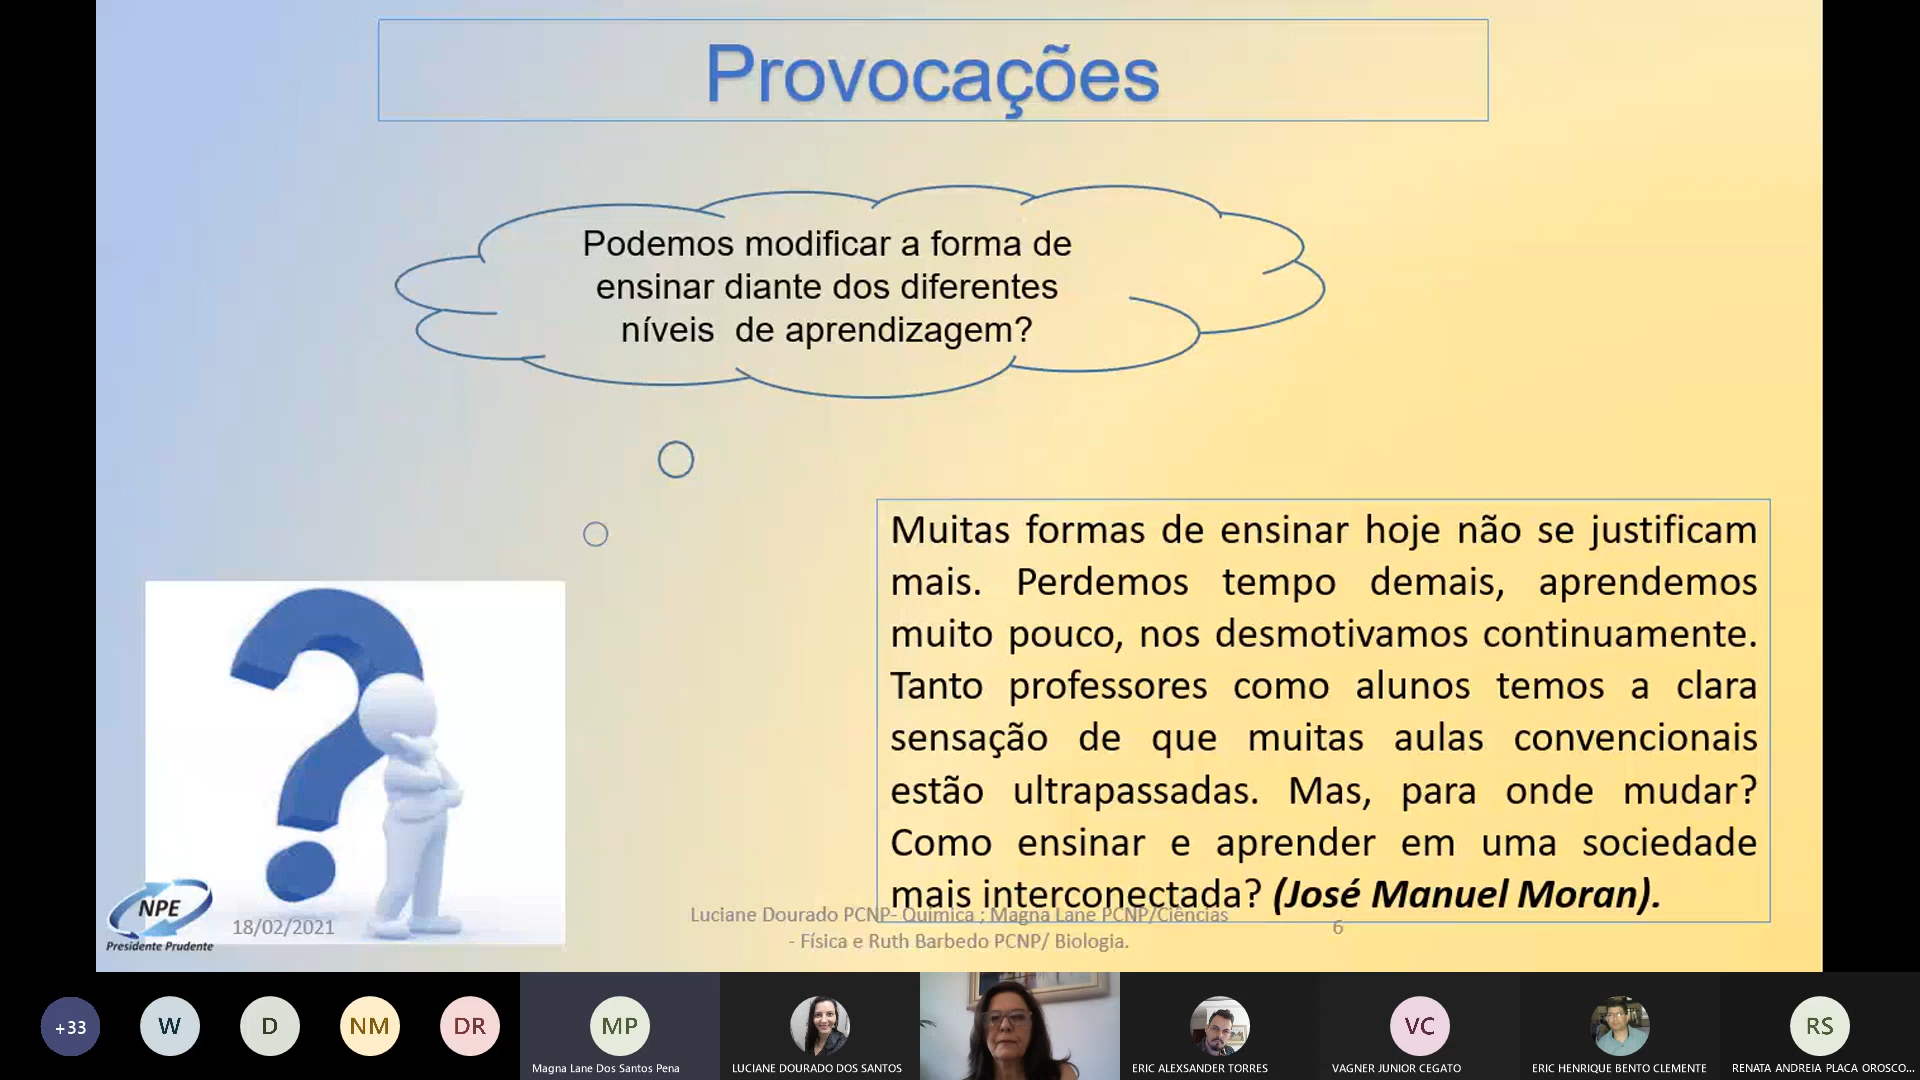 Provocações
Podemos modificar a forma de
ensinar diante dos diferentes
níveis de aprendizagem?
Muitas formas de ensinar hoje não se justificam
mais. Perdemos tempo demais, aprendemos
muito pouco, nos desmotivamos continuamente.
Tanto professores como alunos temos a clara
sensação de que muitas aulas convencionais
estão ultrapassadas. Mas, para onde mudar?
Como ensinar e aprender em uma sociedade
mais interconectada? (José Manuel Moran).
NPE
Presidente Prudente
18/02/2021
Luciane Dourado PCNP- Química ; Magna Lane PCNP/Ciências
- Física e Ruth Barbedo PCNP/ Biologia.
6
+33
W
D
NM
DR
MP
Magna Lane Dos Santos Pena
LUCIANE DOURADO DOS SANTOS
ERIC ALEXSANDER TORRES
VC
VAGNER JUNIOR CEGATO
ERIC HENRIQUE BENTO CLEMENTE
RS
RENATA ANDREIA PLACA OROSCO...